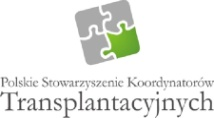 Polskie Stowarzyszenie Koordynatorów
Transplantacyjnych